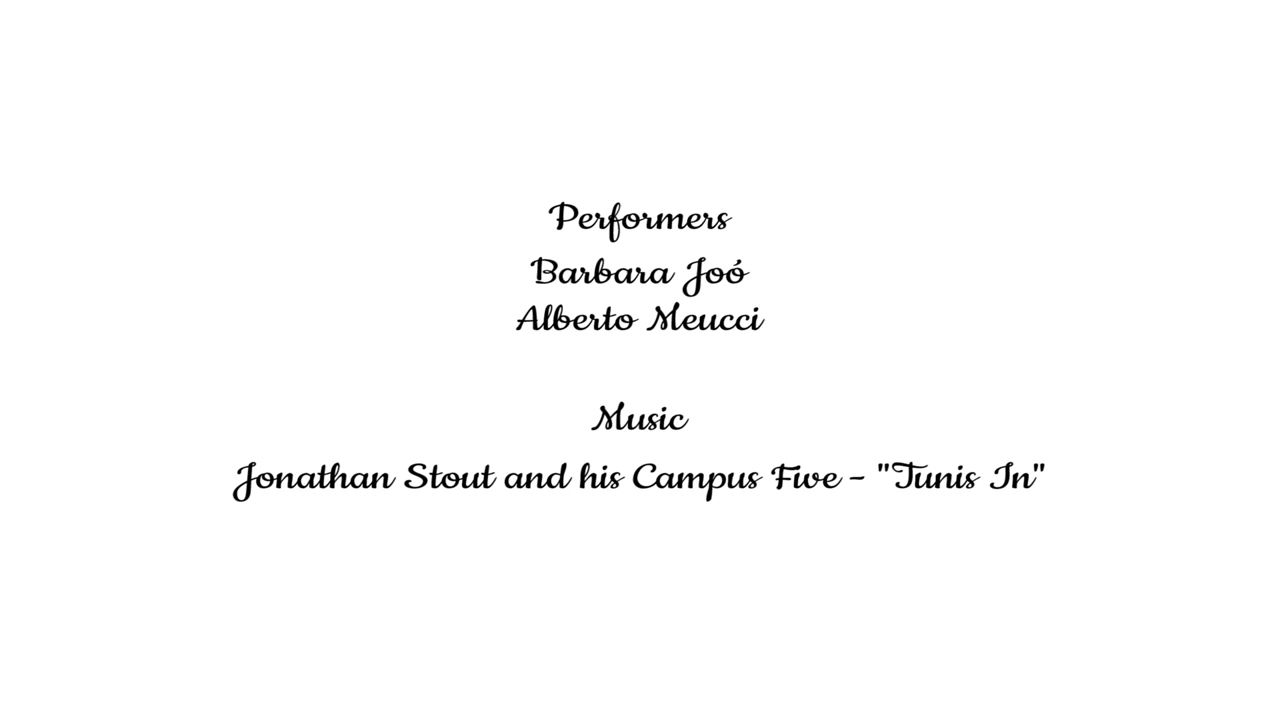 Performers
Barbara Joó
Alberto Meucci
Music
Jonathan Stout and his Campus Five - "Tunis In"